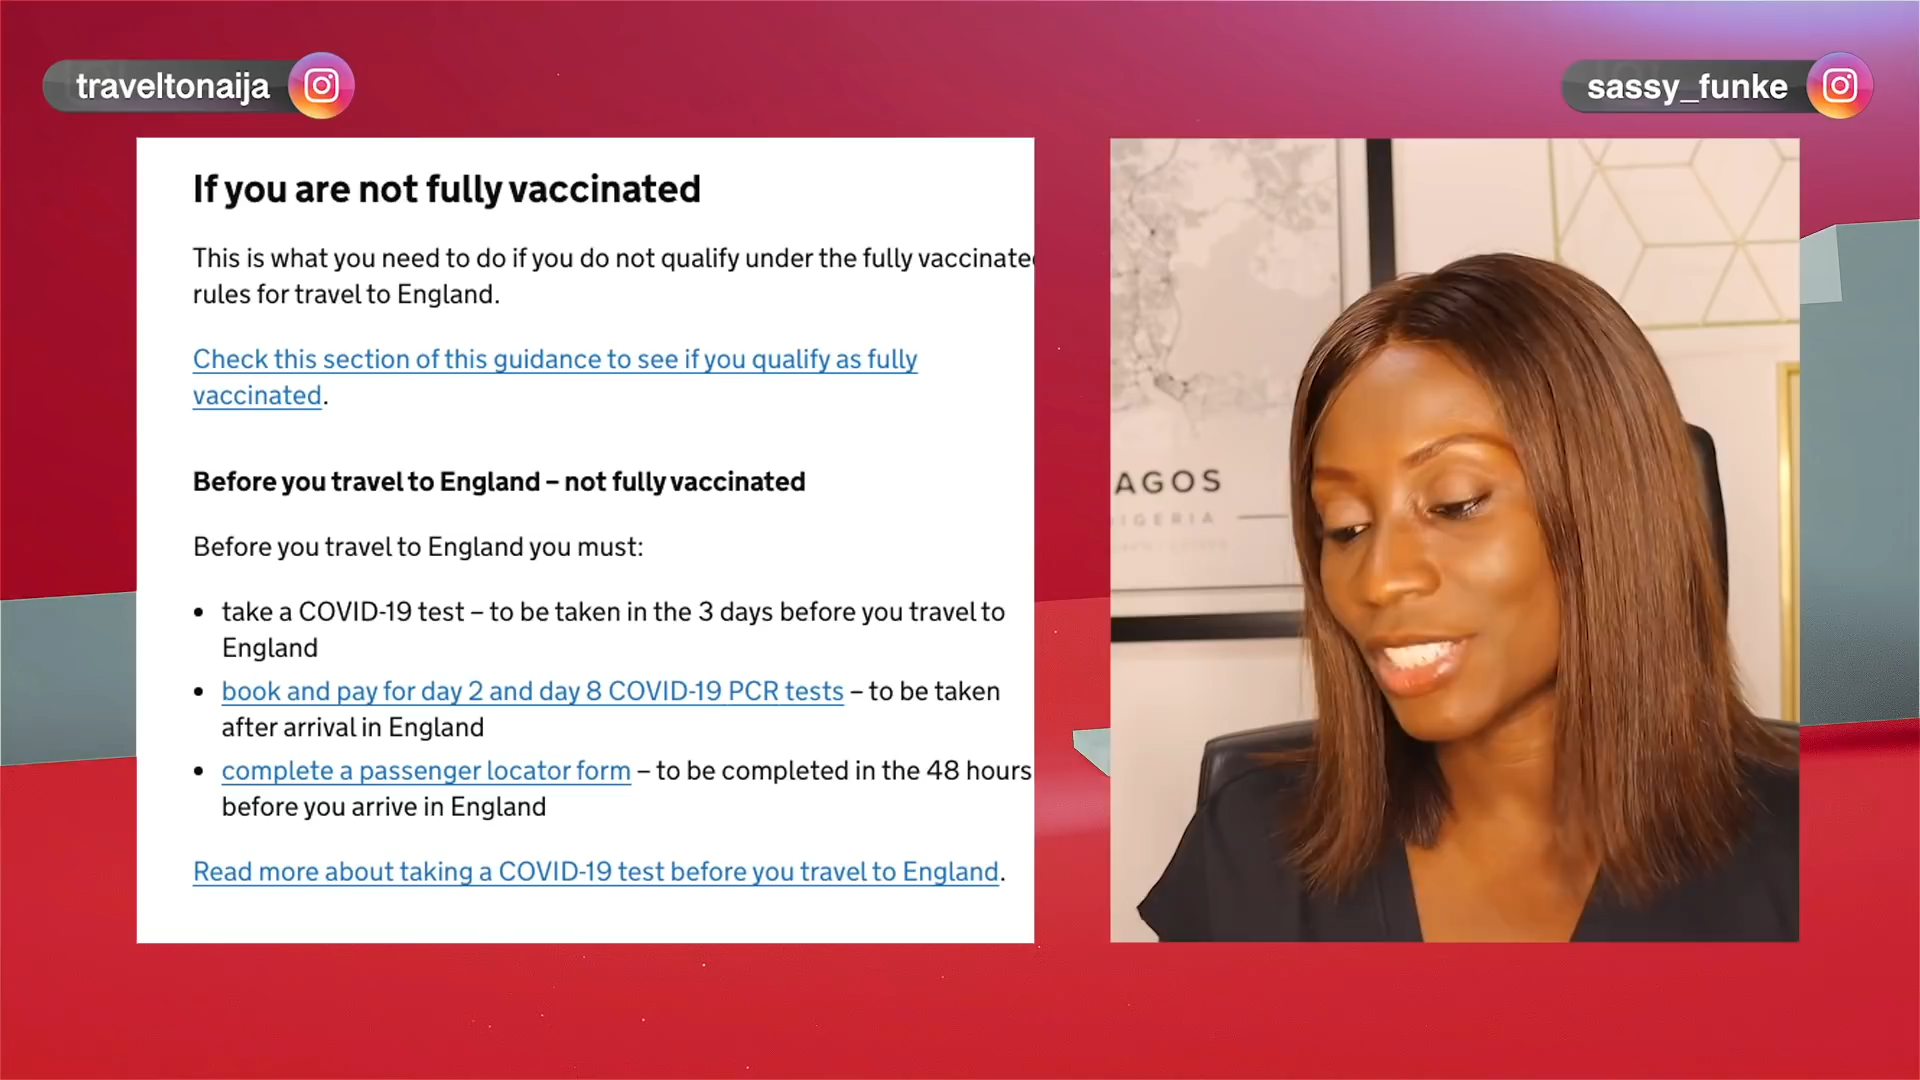 traveltonaija
sassy_funke
If you are not fully vaccinated
This is what you need to do if you do not qualify under the fully vaccinated
rules for travel to England.
Check this section of this guidance to see if you qualify as fully
vaccinated.
Before you travel to England – not fully vaccinated
Before you travel to England you must:
• take a COVID-19 test – to be taken in the 3 days before you travel to
England
• book and pay for day 2 and day 8 COVID-19 PCR tests – to be taken
after arrival in England
• complete a passenger locator form – to be completed in the 48 hours
before you arrive in England
Read more about taking a COVID-19 test before you travel to England.
AGOS
IGERIA